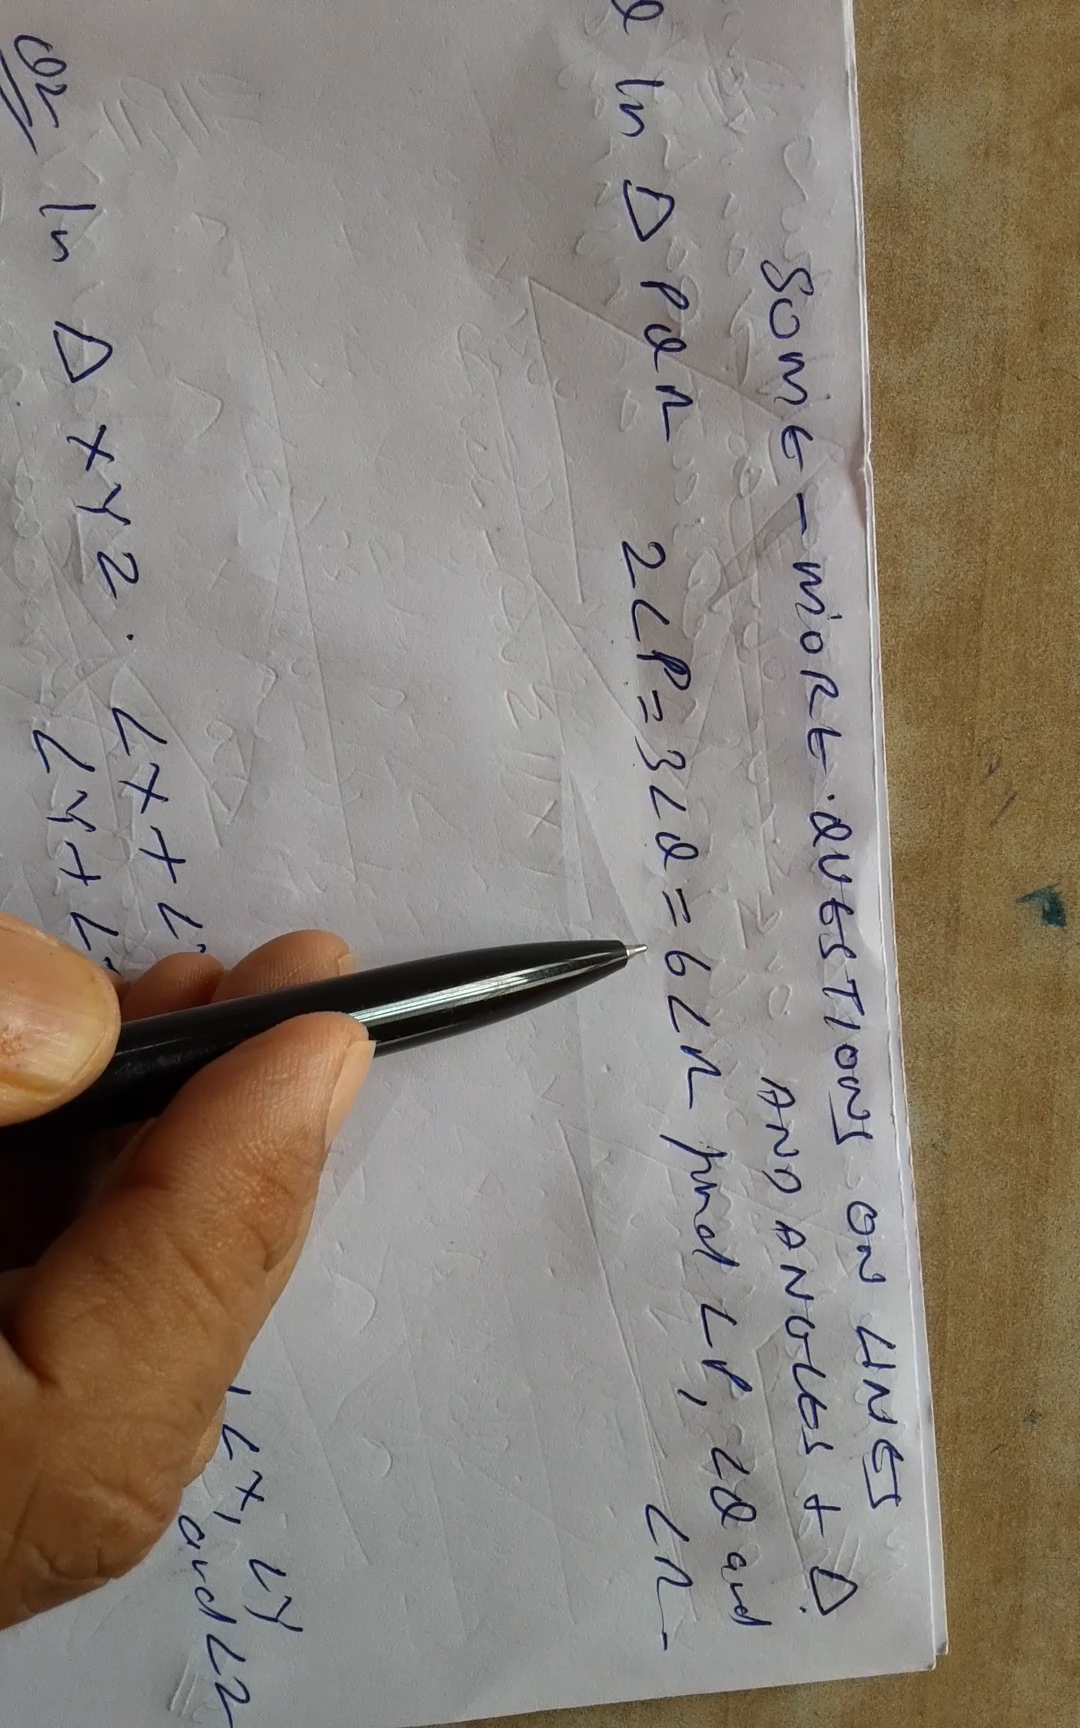 SOME - MORE QUESTIONS ON LINES
AND ANGLES + Δ.
In Δ PQR 2∠P=3∠Q=6∠R find ∠P, ∠Q and
∠R
Q2 In Δ XYZ. ∠X+∠
∠Y+∠
, ∠X, ∠Y
and ∠Z